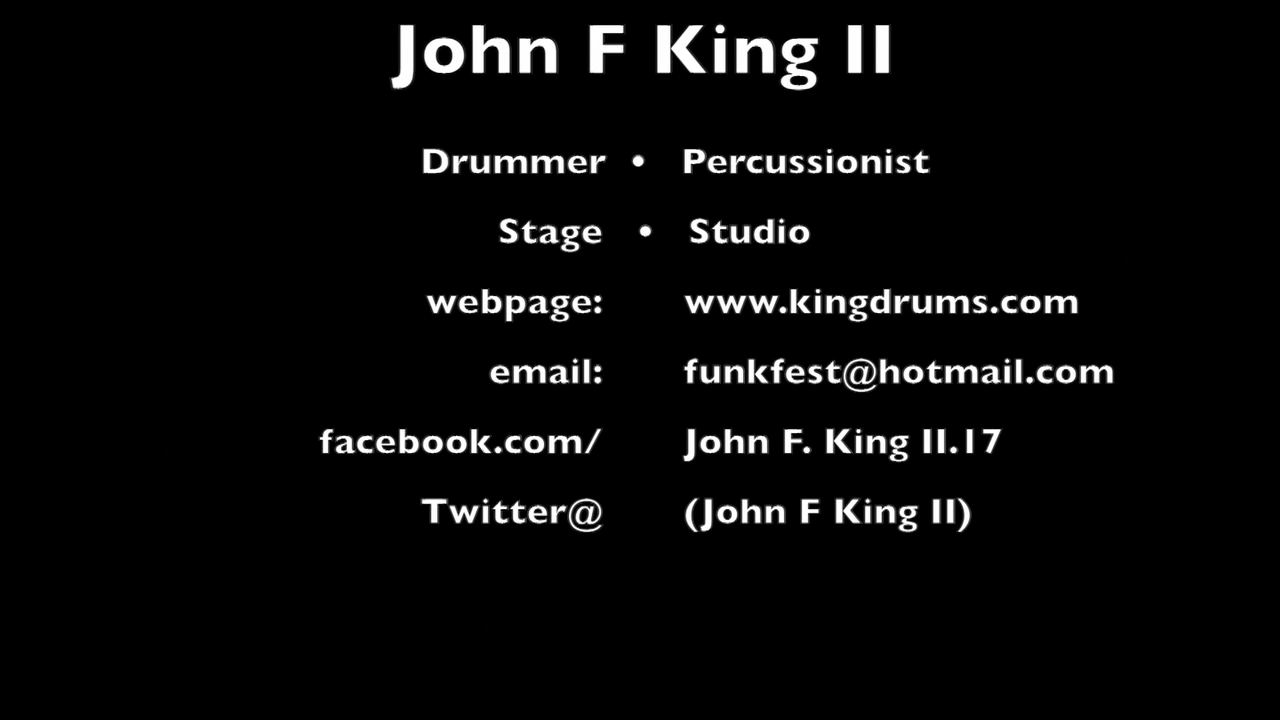 John F King II
Drummer • Percussionist
Stage • Studio
webpage: www.kingdrums.com
email: funkfest@hotmail.com
facebook.com/ John F. King II.17
Twitter@ (John F King II)